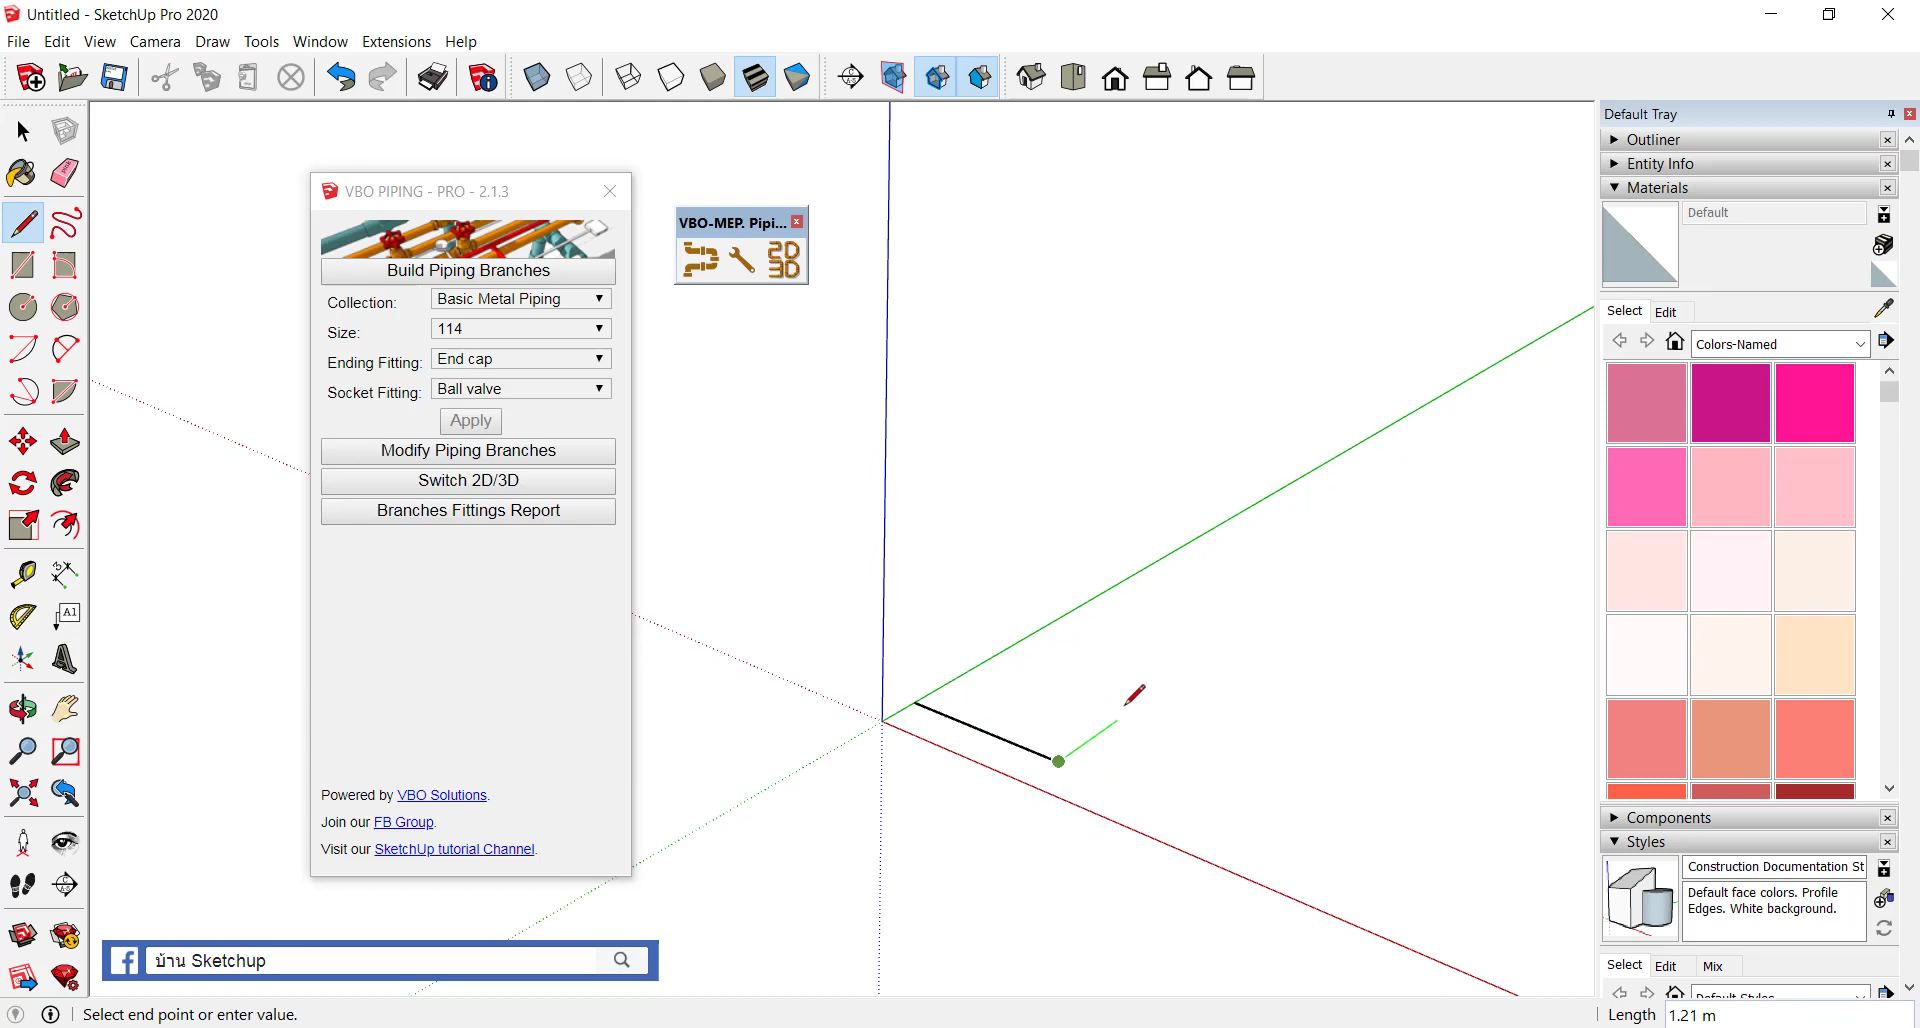 Untitled - SketchUp Pro 2020
File Edit View Camera Draw Tools Window Extensions Help
Default Tray
Outliner
Entity Info
Materials
Default
Select Edit
Colors-Named
Components
Styles
Construction Documentation St
Default face colors. Profile
Edges. White background.
Select Edit Mix
Default Styles
VBO PIPING - PRO - 2.1.3
Build Piping Branches
Collection: Basic Metal Piping
Size: 114
Ending Fitting: End cap
Socket Fitting: Ball valve
Apply
Modify Piping Branches
Switch 2D/3D
Branches Fittings Report
Powered by VBO Solutions.
Join our FB Group.
Visit our SketchUp tutorial Channel.
VBO-MEP. Pipi...
2D
3D
A1
บ้าน Sketchup
Select end point or enter value.
Length 1.21 m